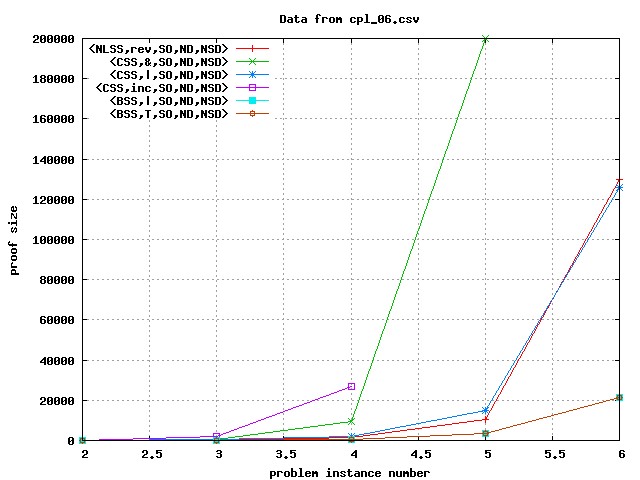 Data from cpl_06.csv
<NLSS,rev,SO,ND,NSD>
<CSS,&,SO,ND,NSD>
<CSS,|,SO,ND,NSD>
<CSS,inc,SO,ND,NSD>
<BSS,|,SO,ND,NSD>
<BSS,T,SO,ND,NSD>
200000
180000
160000
140000
120000
100000
80000
60000
40000
20000
0
proof size
2 2.5 3 3.5 4 4.5 5 5.5 6
problem instance number